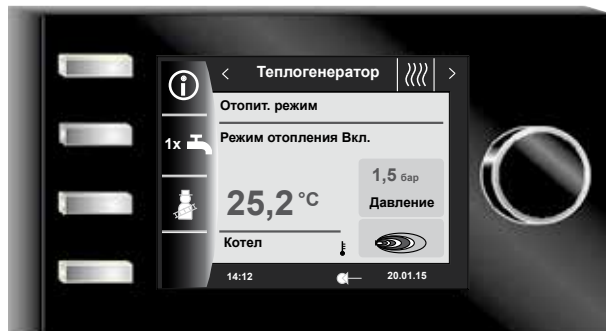 < Теплогенератор >
Отопит. режим
1x
Режим отопления Вкл.
1,5 бар
Давление
25,2 °C
Котел
14:12
20.01.15